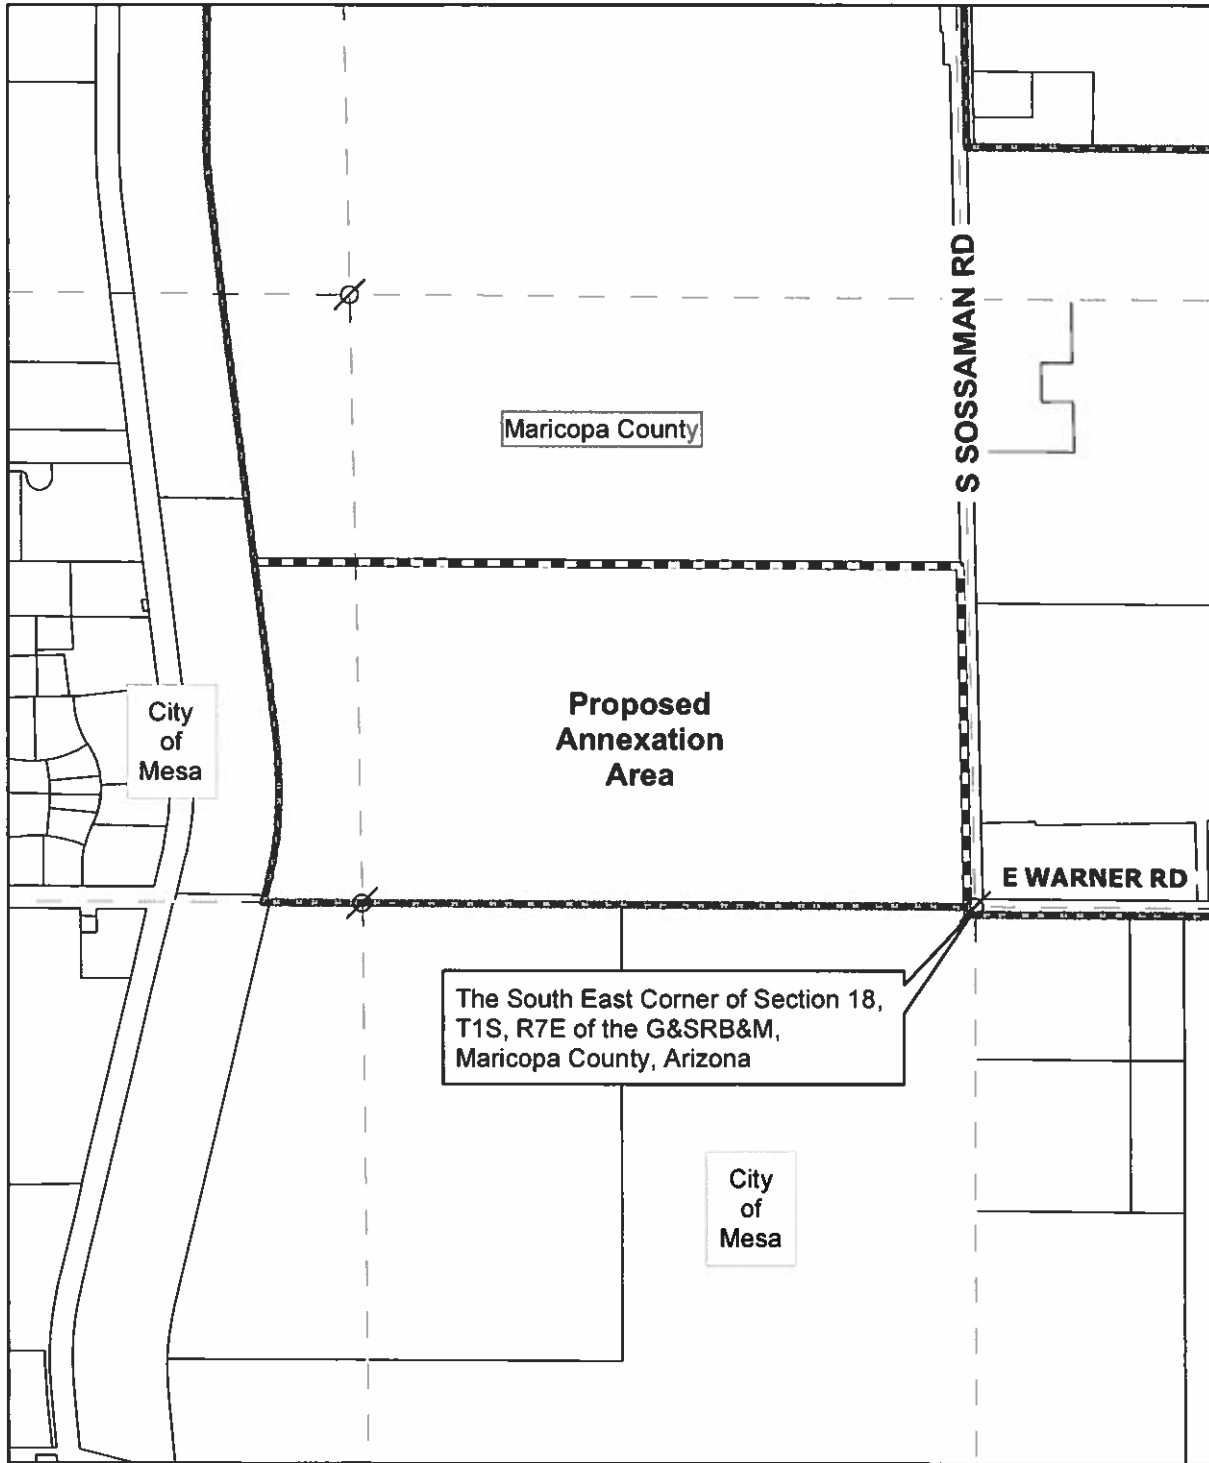 S SOSSAMAN RD
Maricopa County
Proposed
Annexation
Area
City
of
Mesa
E WARNER RD
The South East Corner of Section 18,
T1S, R7E of the G&SRB&M,
Maricopa County, Arizona
City
of
Mesa